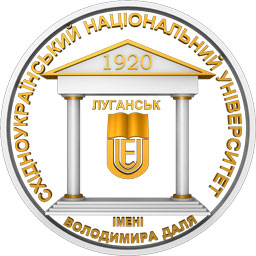 СХІДНОУКРАЇНСЬКИЙ НАЦІОНАЛЬНИЙ УНІВЕРСИТЕТ
1920
ЛУГАНСЬК
ІМЕНІ
ВОЛОДИМИРА ДАЛЯ